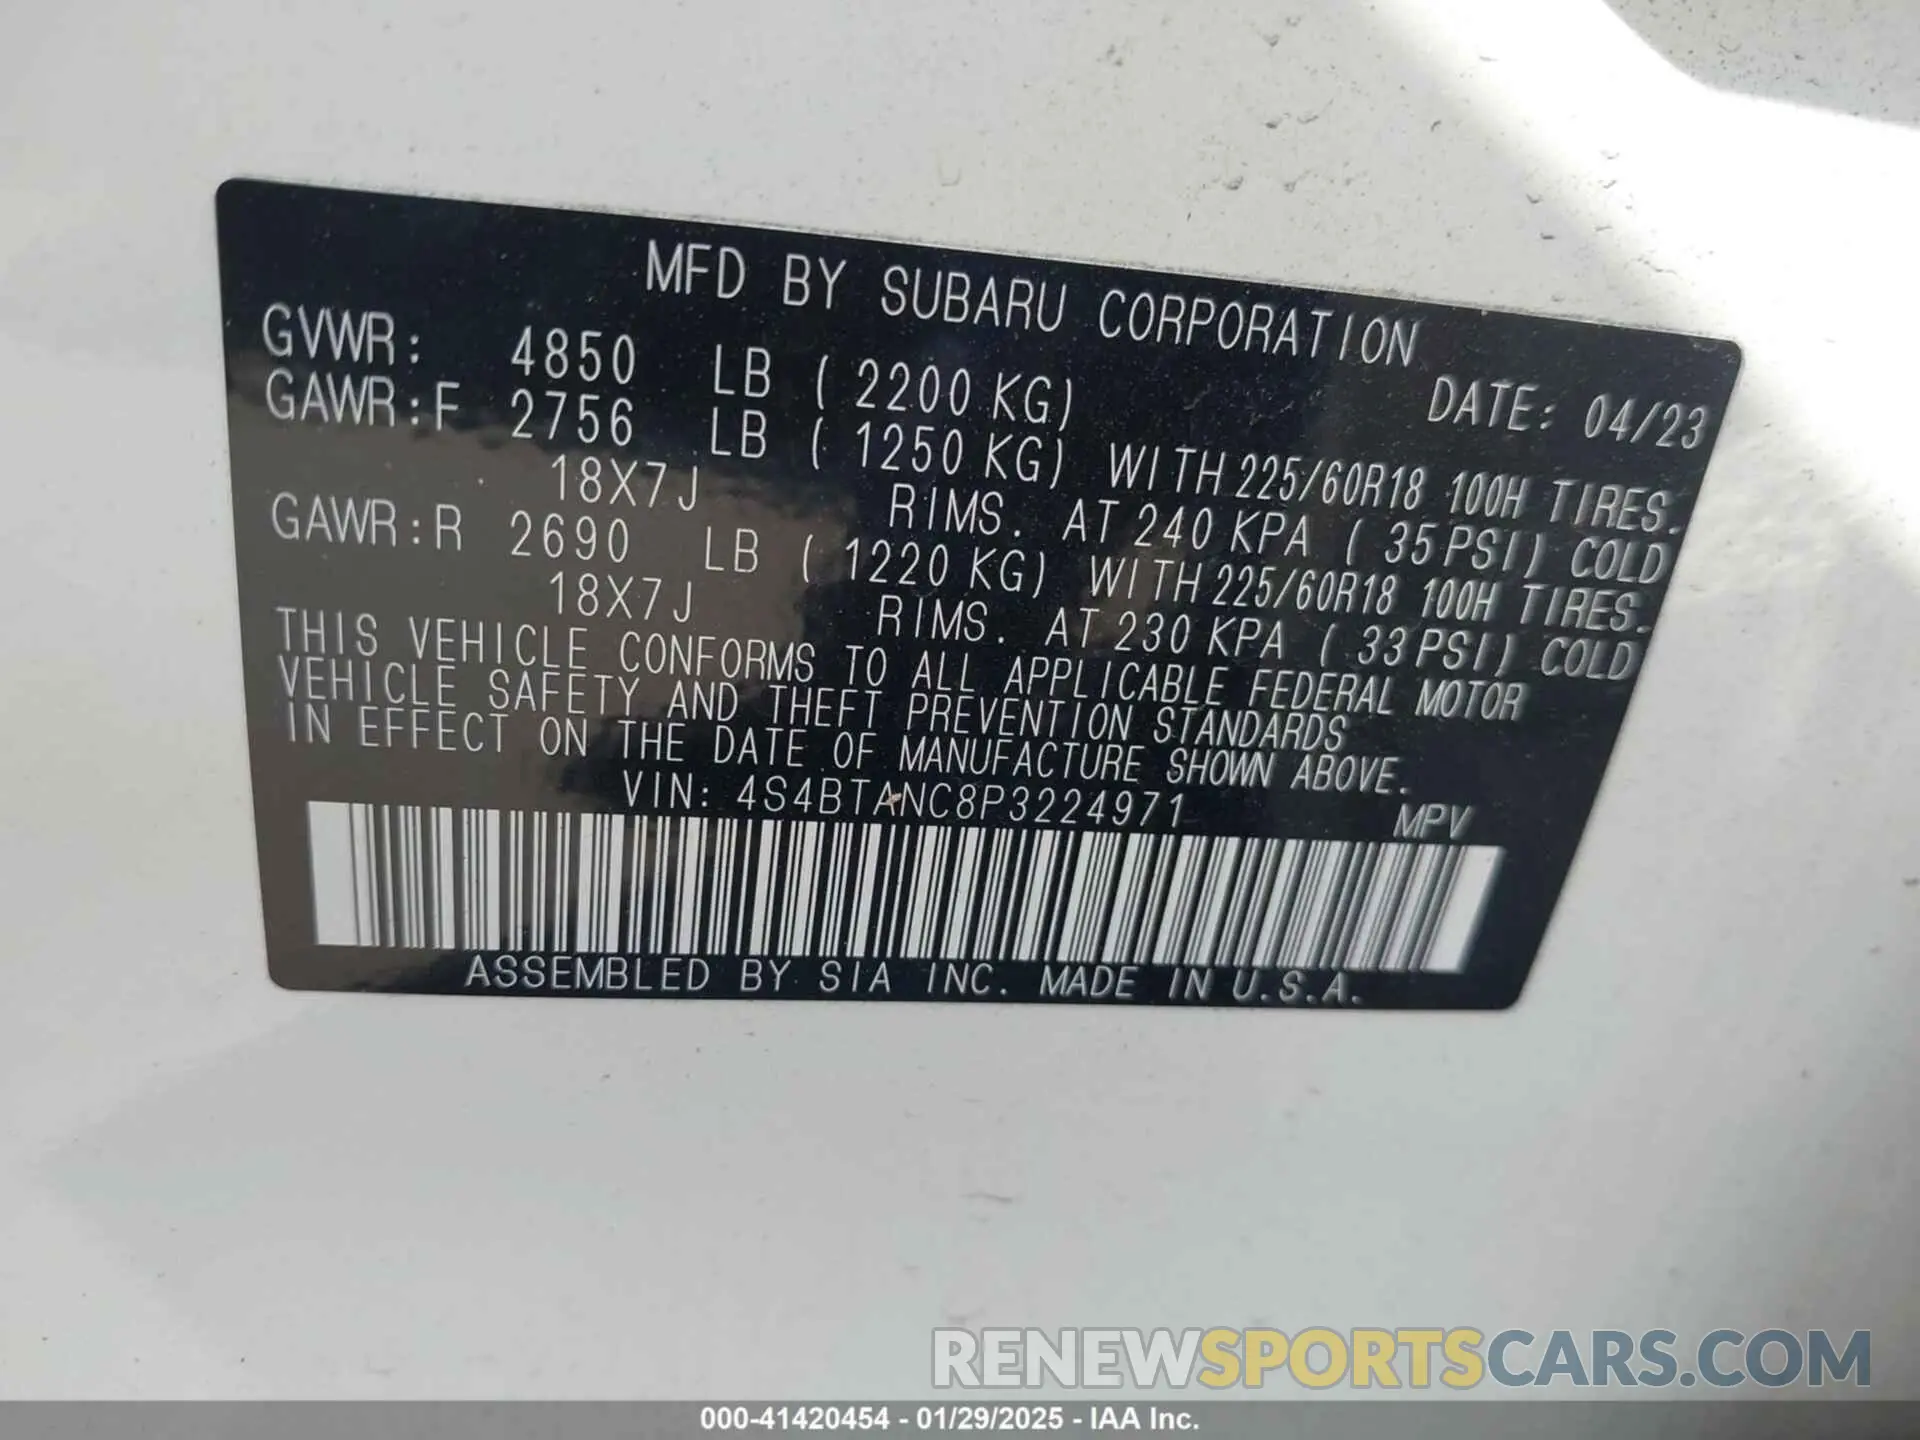 MFD BY SUBARU CORPORATION
GVWR: 4850 LB ( 2200 KG) DATE: 04/23
GAWR:F 2756 LB ( 1250 KG) WITH 225/60R18 100H TIRES.
18X7J RIMS. AT 240 KPA ( 35 PSI) COLD
GAWR:R 2690 LB ( 1220 KG) WITH 225/60R18 100H TIRES.
18X7J RIMS. AT 230 KPA ( 33 PSI) COLD
THIS VEHICLE CONFORMS TO ALL APPLICABLE FEDERAL MOTOR
VEHICLE SAFETY AND THEFT PREVENTION STANDARDS
IN EFFECT ON THE DATE OF MANUFACTURE SHOWN ABOVE.
VIN: 4S4BTANC8P3224971 MPV
ASSEMBLED BY SIA INC. MADE IN U.S.A.
RENEWSPORTSCARS.COM
000-41420454 - 01/29/2025 - IAA Inc.